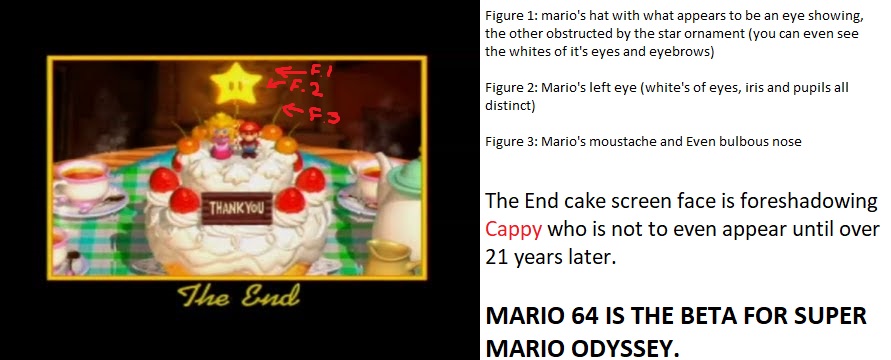 F.1
F.2
F.3
THANK YOU
The End
Figure 1: mario's hat with what appears to be an eye showing,
the other obstructed by the star ornament (you can even see
the whites of it's eyes and eyebrows)
Figure 2: Mario's left eye (white's of eyes, iris and pupils all
distinct)
Figure 3: Mario's moustache and Even bulbous nose
The End cake screen face is foreshadowing
Cappy who is not to even appear until over
21 years later.
MARIO 64 IS THE BETA FOR SUPER
MARIO ODYSSEY.